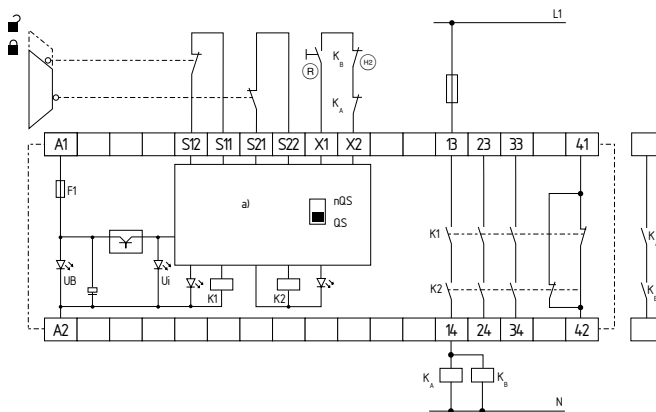 L1
K B
H2
R
K A
A1 S12 S11 S21 S22 X1 X2 13 23 33 41
F1
a)
nQS
QS
K1
K
UB
Ui
K1
K2
K2
K B
A2 14 24 34 42
K A
K B
N